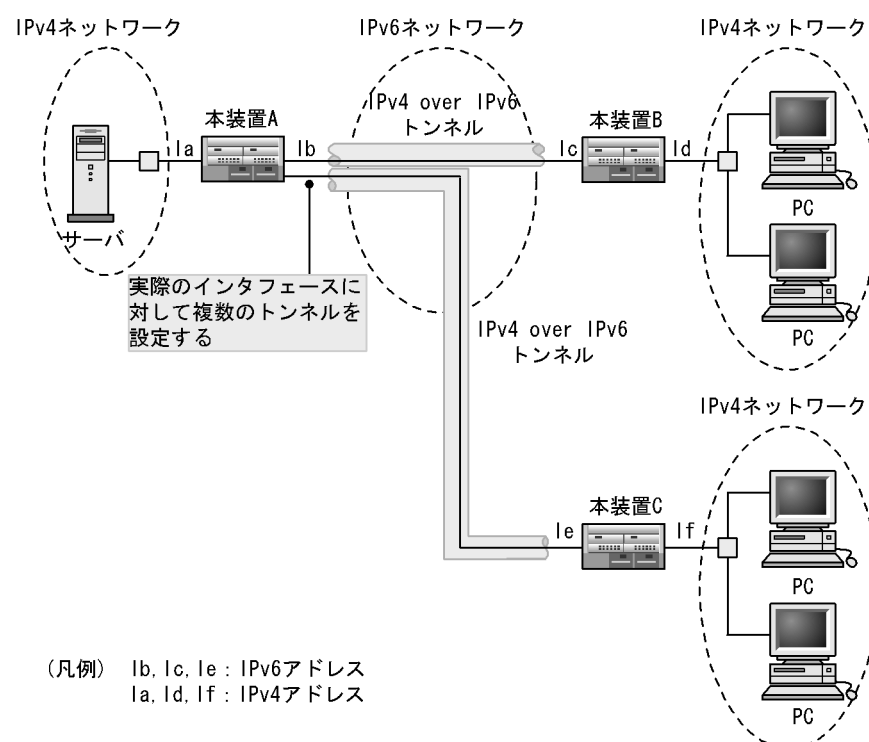 IPv4ネットワーク
IPv6ネットワーク
IPv4ネットワーク
IPv4 over IPv6
トンネル
本装置A
本装置B
Ia
Ib
Ic
Id
サーバ
PC
PC
実際のインタフェースに
対して複数のトンネルを
設定する
IPv4 over IPv6
トンネル
IPv4ネットワーク
本装置C
Ie
If
PC
PC
(凡例) Ib,Ic,Ie:IPv6アドレス
Ia,Id,If:IPv4アドレス